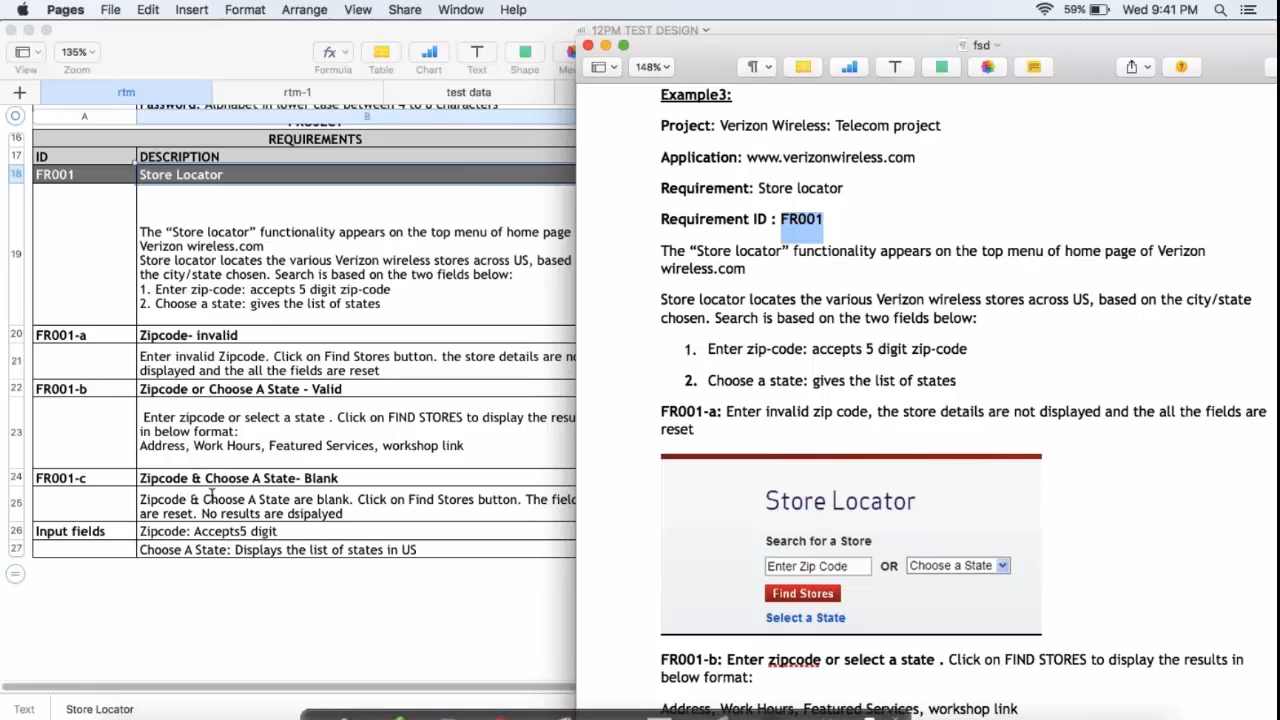 Pages File Edit Insert Format Arrange View Share Window Help 59% Wed 9:41 PM
12PM TEST DESIGN
135%
View Zoom Formula Table Chart Text Shape
rtm rtm-1 test data
Password: Alphabet in lower case between 4 to 8 characters
A B
PROJECT
16 REQUIREMENTS
17 ID DESCRIPTION
18 FR001 Store Locator
19
The “Store locator” functionality appears on the top menu of home page
Verizon wireless.com
Store locator locates the various Verizon wireless stores across US, based
the city/state chosen. Search is based on the two fields below:
1. Enter zip-code: accepts 5 digit zip-code
2. Choose a state: gives the list of states
20 FR001-a Zipcode- invalid
21
Enter invalid Zipcode. Click on Find Stores button. the store details are no
displayed and the all the fields are reset
22 FR001-b Zipcode or Choose A State - Valid
23
Enter zipcode or select a state . Click on FIND STORES to display the resu
in below format:
Address, Work Hours, Featured Services, workshop link
24 FR001-c Zipcode & Choose A State- Blank
25
Zipcode & Choose A State are blank. Click on Find Stores button. The field
are reset. No results are dsipalyed
26 Input fields Zipcode: Accepts5 digit
27 Choose A State: Displays the list of states in US
Text Store Locator
fsd
148%
Example3:
Project: Verizon Wireless: Telecom project
Application: www.verizonwireless.com
Requirement: Store locator
Requirement ID : FR001
The “Store locator” functionality appears on the top menu of home page of Verizon
wireless.com
Store locator locates the various Verizon wireless stores across US, based on the city/state
chosen. Search is based on the two fields below:
1. Enter zip-code: accepts 5 digit zip-code
2. Choose a state: gives the list of states
FR001-a: Enter invalid zip code, the store details are not displayed and the all the fields are
reset
Store Locator
Search for a Store
Enter Zip Code OR Choose a State
Find Stores
Select a State
FR001-b: Enter zipcode or select a state . Click on FIND STORES to display the results in
below format:
Address, Work Hours, Featured Services, workshop link